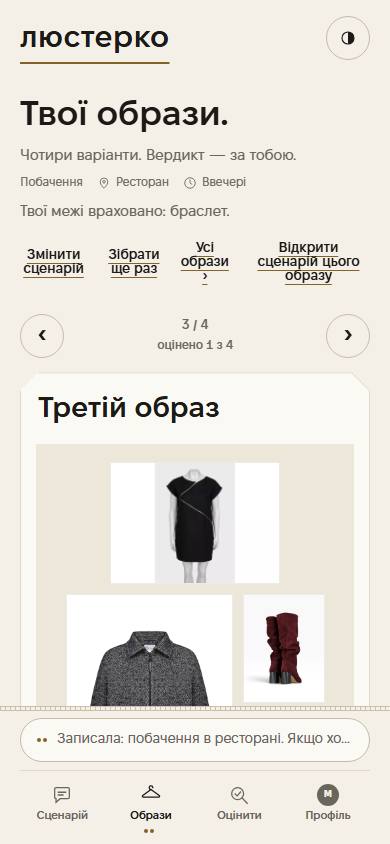 люстерко
Твої образи.
Чотири варіанти. Вердикт — за тобою.
Побачення Ресторан Ввечері
Твої межі враховано: браслет.
Змінити
сценарій
Зібрати
ще раз
Усі
образи
›
Відкрити
сценарій цього
образу
‹
3 / 4
оцінено 1 з 4
›
Третій образ
Записала: побачення в ресторані. Якщо хо...
Сценарій Образи Оцінити М Профіль